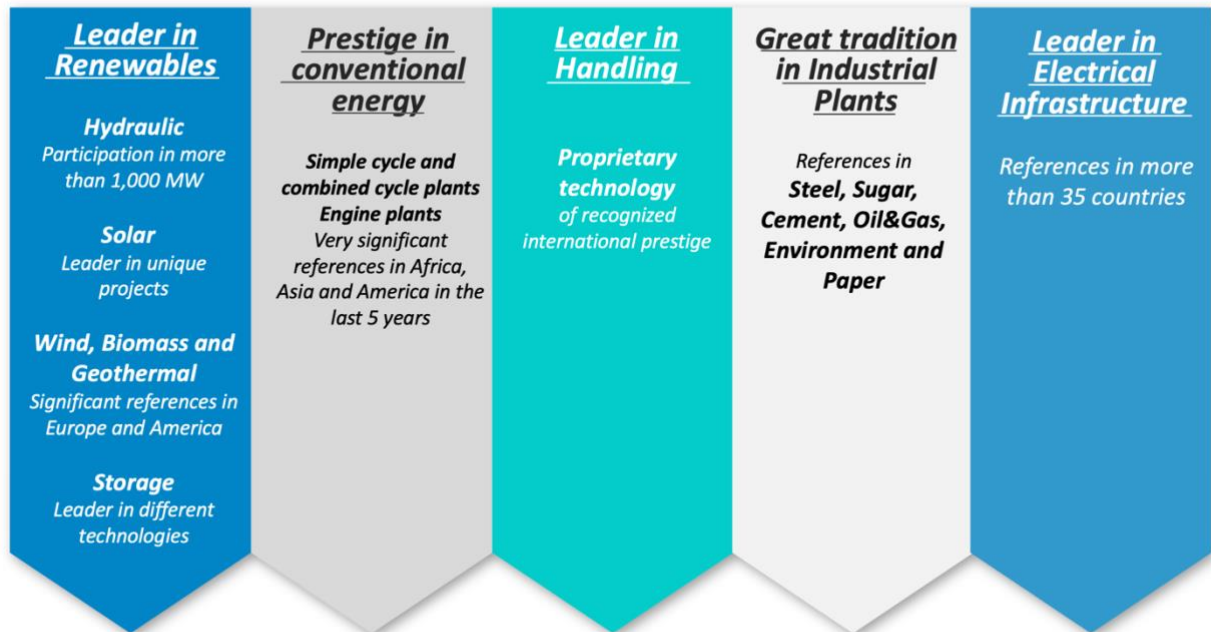 Leader in
Renewables
Hydraulic
Participation in more
than 1,000 MW
Solar
Leader in unique
projects
Wind, Biomass and
Geothermal
Significant references in
Europe and America
Storage
Leader in different
technologies
Prestige in
conventional
energy
Simple cycle and
combined cycle plants
Engine plants
Very significant
references in Africa,
Asia and America in the
last 5 years
Leader in
Handling
Proprietary
technology
of recognized
international prestige
Great tradition
in Industrial
Plants
References in
Steel, Sugar,
Cement, Oil&Gas,
Environment and
Paper
Leader in
Electrical
Infrastructure
References in more
than 35 countries